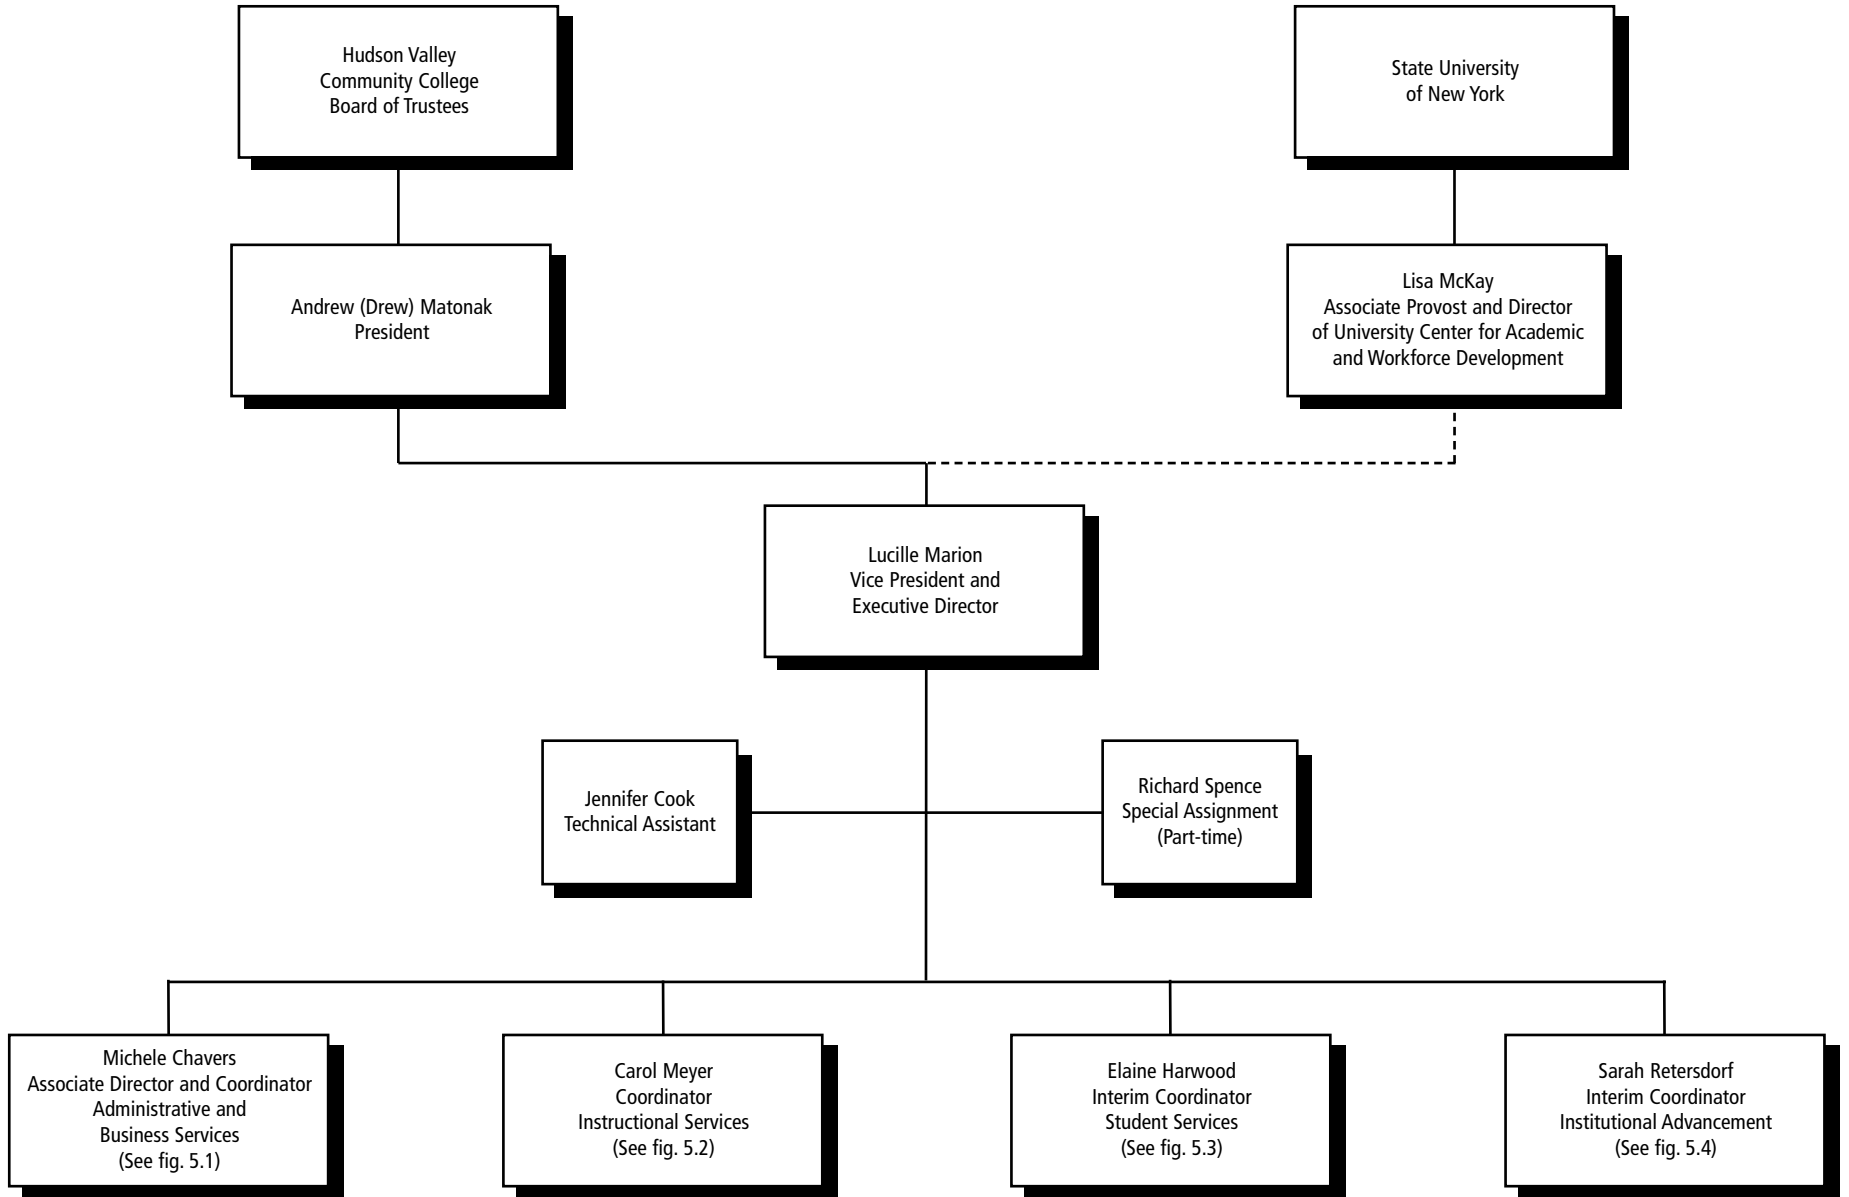 Hudson Valley
Community College
Board of Trustees
State University
of New York
Andrew (Drew) Matonak
President
Lisa McKay
Associate Provost and Director
of University Center for Academic
and Workforce Development
Lucille Marion
Vice President and
Executive Director
Jennifer Cook
Technical Assistant
Richard Spence
Special Assignment
(Part-time)
Michele Chavers
Associate Director and Coordinator
Administrative and
Business Services
(See fig. 5.1)
Carol Meyer
Coordinator
Instructional Services
(See fig. 5.2)
Elaine Harwood
Interim Coordinator
Student Services
(See fig. 5.3)
Sarah Retersdorf
Interim Coordinator
Institutional Advancement
(See fig. 5.4)